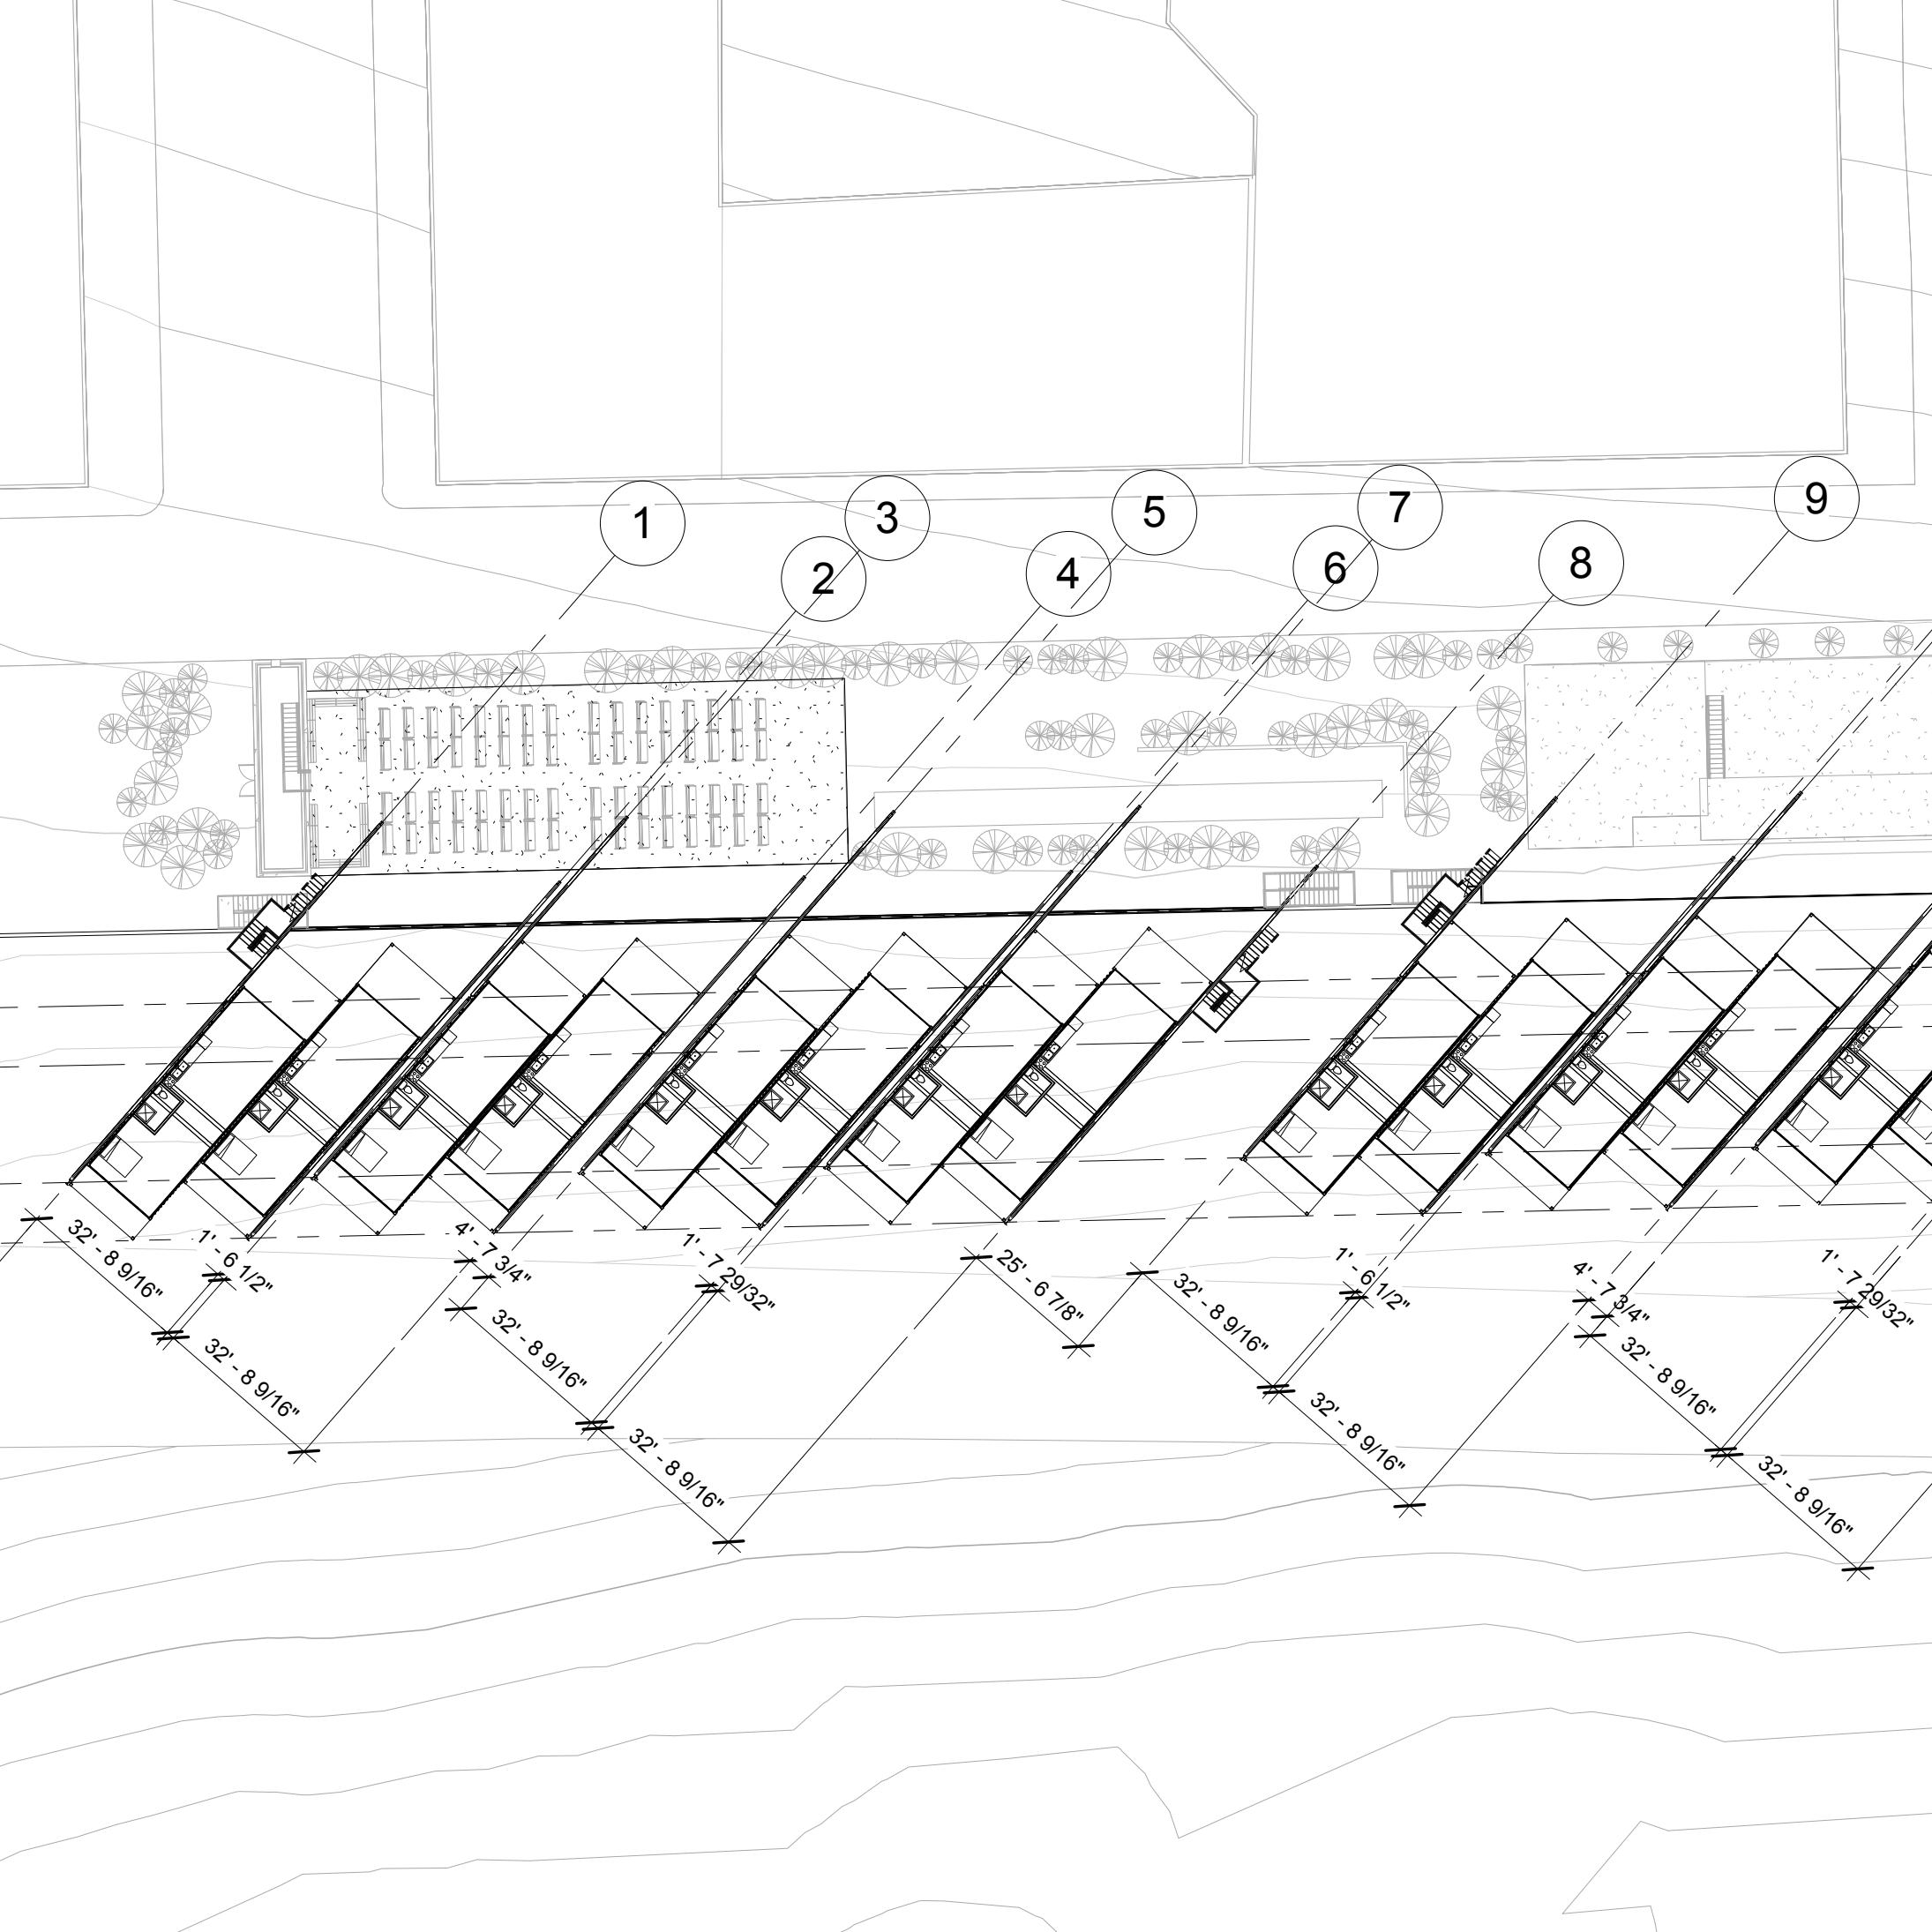 1
2
3
4
5
6
7
8
9
32' - 8 9/16"
1' - 6 1/2"
32' - 8 9/16"
4' - 7 3/4"
32' - 8 9/16"
1' - 7 29/32"
32' - 8 9/16"
25' - 6 7/8"
32' - 8 9/16"
1' - 6 1/2"
32' - 8 9/16"
4' - 7 3/4"
32' - 8 9/16"
1' - 7 29/32"
32' - 8 9/16"